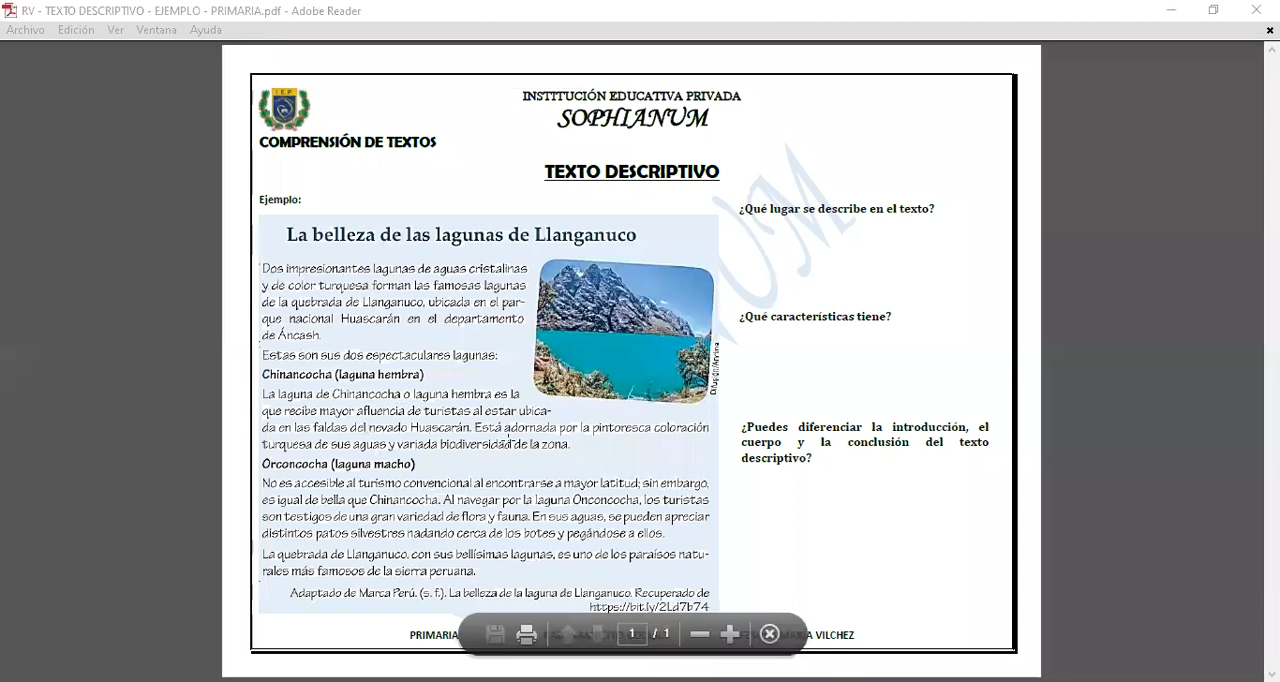 RV - TEXTO DESCRIPTIVO - EJEMPLO - PRIMARIA.pdf - Adobe Reader
Archivo Edición Ver Ventana Ayuda
I E P
INSTITUCIÓN EDUCATIVA PRIVADA
SOPHIANUM
COMPRENSIÓN DE TEXTOS
TEXTO DESCRIPTIVO
Ejemplo:
La belleza de las lagunas de Llanganuco
Dos impresionantes lagunas de aguas cristalinas
y de color turquesa forman las famosas lagunas
de la quebrada de Llanganuco, ubicada en el par-
que nacional Huascarán en el departamento
de Áncash.
Estas son sus dos espectaculares lagunas:
Chinancocha (laguna hembra)
La laguna de Chinancocha o laguna hembra es la
que recibe mayor afluencia de turistas al estar ubica-
da en las faldas del nevado Huascarán. Está adornada por la pintoresca coloración
turquesa de sus aguas y variada biodiversidad de la zona.
Orconcocha (laguna macho)
No es accesible al turismo convencional al encontrarse a mayor latitud; sin embargo,
es igual de bella que Chinancocha. Al navegar por la laguna Onconcocha, los turistas
son testigos de una gran variedad de flora y fauna. En sus aguas, se pueden apreciar
distintos patos silvestres nadando cerca de los botes y pegándose a ellos.
La quebrada de Llanganuco, con sus bellísimas lagunas, es uno de los paraísos natu-
rales más famosos de la sierra peruana.
Adaptado de Marca Perú. (s. f.). La belleza de la laguna de Llanganuco. Recuperado de
https://bit.ly/2Ld7b74
Difusión/Andina
¿Qué lugar se describe en el texto?
¿Qué características tiene?
¿Puedes diferenciar la introducción, el
cuerpo y la conclusión del texto
descriptivo?
UM
PRIMARIA
1 / 1
MARIA VILCHEZ